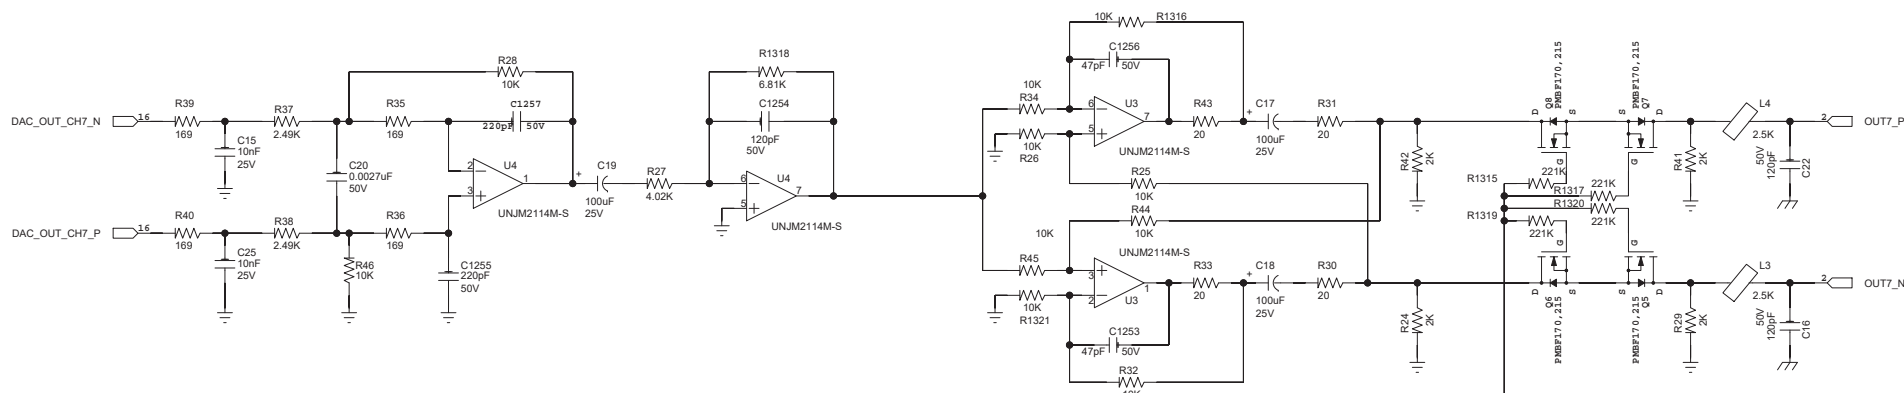 10K
R1316
C1256
47pF
50V
R28
10K
R1318
6.81K
C1257
220pF
50V
C1254
120pF
50V
R39
169
R37
2.49K
R35
169
DAC_OUT_CH7_N
16
C15
10nF
25V
C20
0.0027uF
50V
2
3
U4
1
UNJM2114M-S
+
C19
100uF
25V
R27
4.02K
6
5
U4
7
UNJM2114M-S
DAC_OUT_CH7_P
16
R40
169
R38
2.49K
R36
169
C25
10nF
25V
R46
10K
C1255
220pF
50V
10K
R34
10K
R26
6
5
U3
7
UNJM2114M-S
R43
20
+
C17
100uF
25V
R31
20
R25
10K
R44
10K
10K
R45
10K
R1321
3
2
UNJM2114M-S
1
U3
R33
20
+
C18
100uF
25V
R30
20
C1253
47pF
50V
R32
R42
2K
R24
2K
D
Q8
PMBF170,215
S
G
S
Q7
PMBF170,215
D
G
R1315
221K
R1317
221K
R1320
221K
R1319
221K
G
D
Q6
PMBF170,215
S
G
S
Q5
PMBF170,215
D
R41
2K
L4
2.5K
50V
120pF
C22
2
OUT7_P
R29
2K
L3
2.5K
50V
120pF
C16
2
OUT7_N